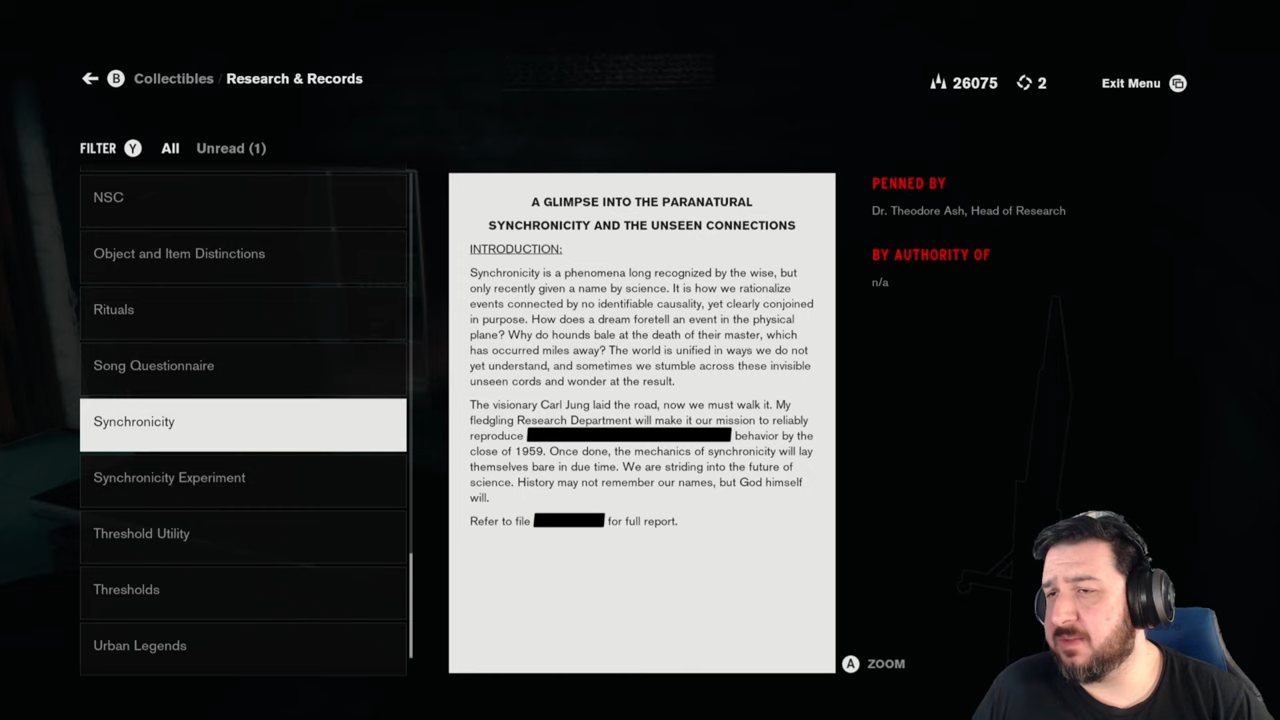 B Collectibles / Research & Records
26075
2
Exit Menu
FILTER Y All Unread (1)
NSC
Object and Item Distinctions
Rituals
Song Questionnaire
Synchronicity
Synchronicity Experiment
Threshold Utility
Thresholds
Urban Legends
A GLIMPSE INTO THE PARANATURAL
SYNCHRONICITY AND THE UNSEEN CONNECTIONS
INTRODUCTION:
Synchronicity is a phenomena long recognized by the wise, but
only recently given a name by science. It is how we rationalize
events connected by no identifiable causality, yet clearly conjoined
in purpose. How does a dream foretell an event in the physical
plane? Why do hounds bale at the death of their master, which
has occurred miles away? The world is unified in ways we do not
yet understand, and sometimes we stumble across these invisible
unseen cords and wonder at the result.
The visionary Carl Jung laid the road, now we must walk it. My
fledgling Research Department will make it our mission to reliably
reproduce behavior by the
close of 1959. Once done, the mechanics of synchronicity will lay
themselves bare in due time. We are striding into the future of
science. History may not remember our names, but God himself
will.
Refer to file for full report.
PENNED BY
Dr. Theodore Ash, Head of Research
BY AUTHORITY OF
n/a
A ZOOM